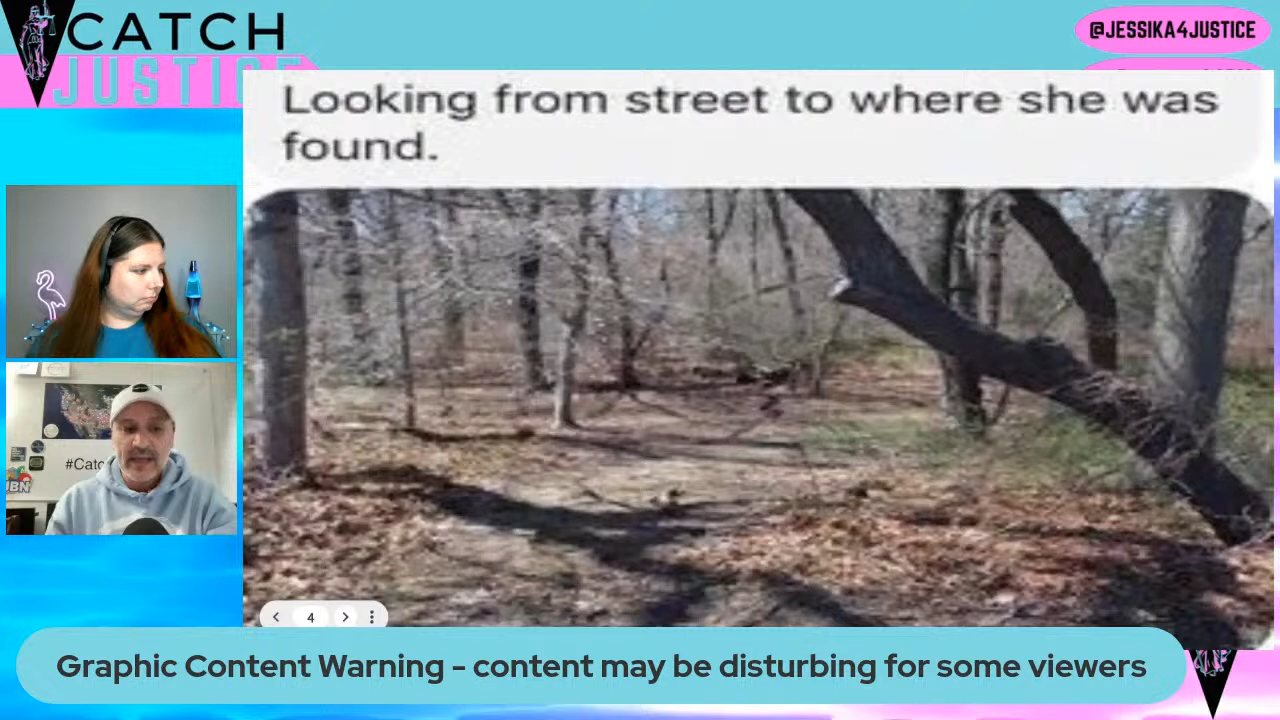 CATCH
JUSTICE
@JESSIKA4JUSTICE
Looking from street to where she was
found.
#Catc
4
Graphic Content Warning - content may be disturbing for some viewers